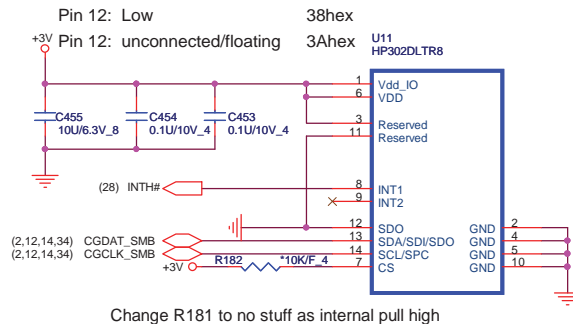 Pin 12: Low 38hex
Pin 12: unconnected/floating 3Ahex
+3V
U11
HP302DLTR8
C455
10U/6.3V_8
C454
0.1U/10V_4
C453
0.1U/10V_4
1 Vdd_IO
6 VDD
3 Reserved
11 Reserved
(28) INTH# 8 INT1
9 INT2
12 SDO GND 2
(2,12,14,34) CGDAT_SMB 13 SDA/SDI/SDO GND 4
(2,12,14,34) CGCLK_SMB 14 SCL/SPC GND 5
+3V R182 *10K/F_4 7 CS GND 10
Change R181 to no stuff as internal pull high